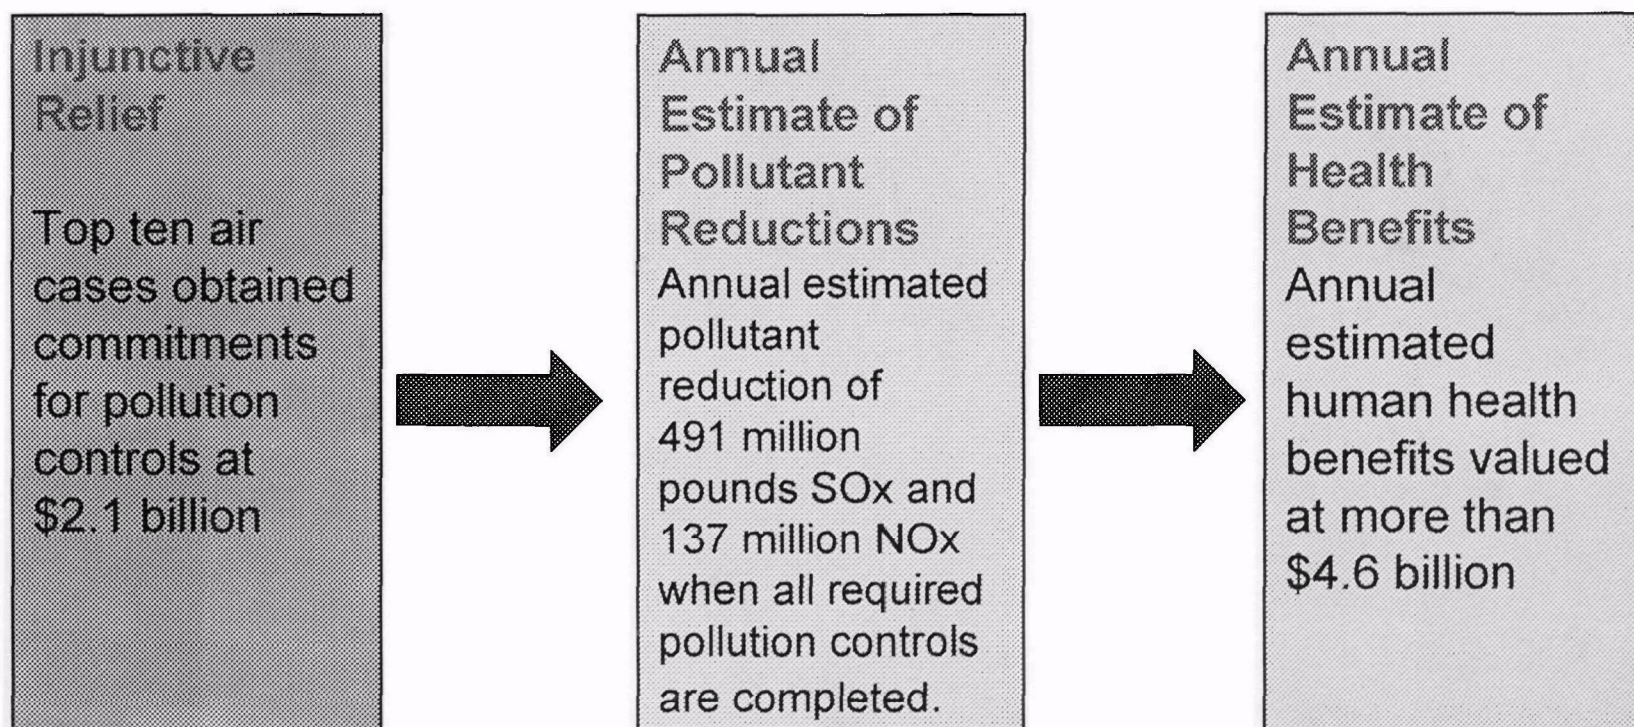 Injunctive
Relief
Top ten air
cases obtained
commitments
for pollution
controls at
$2.1 billion
Annual
Estimate of
Pollutant
Reductions
Annual estimated
pollutant
reduction of
491 million
pounds SOx and
137 million NOx
when all required
pollution controls
are completed.
Annual
Estimate of
Health
Benefits
Annual
estimated
human health
benefits valued
at more than
$4.6 billion